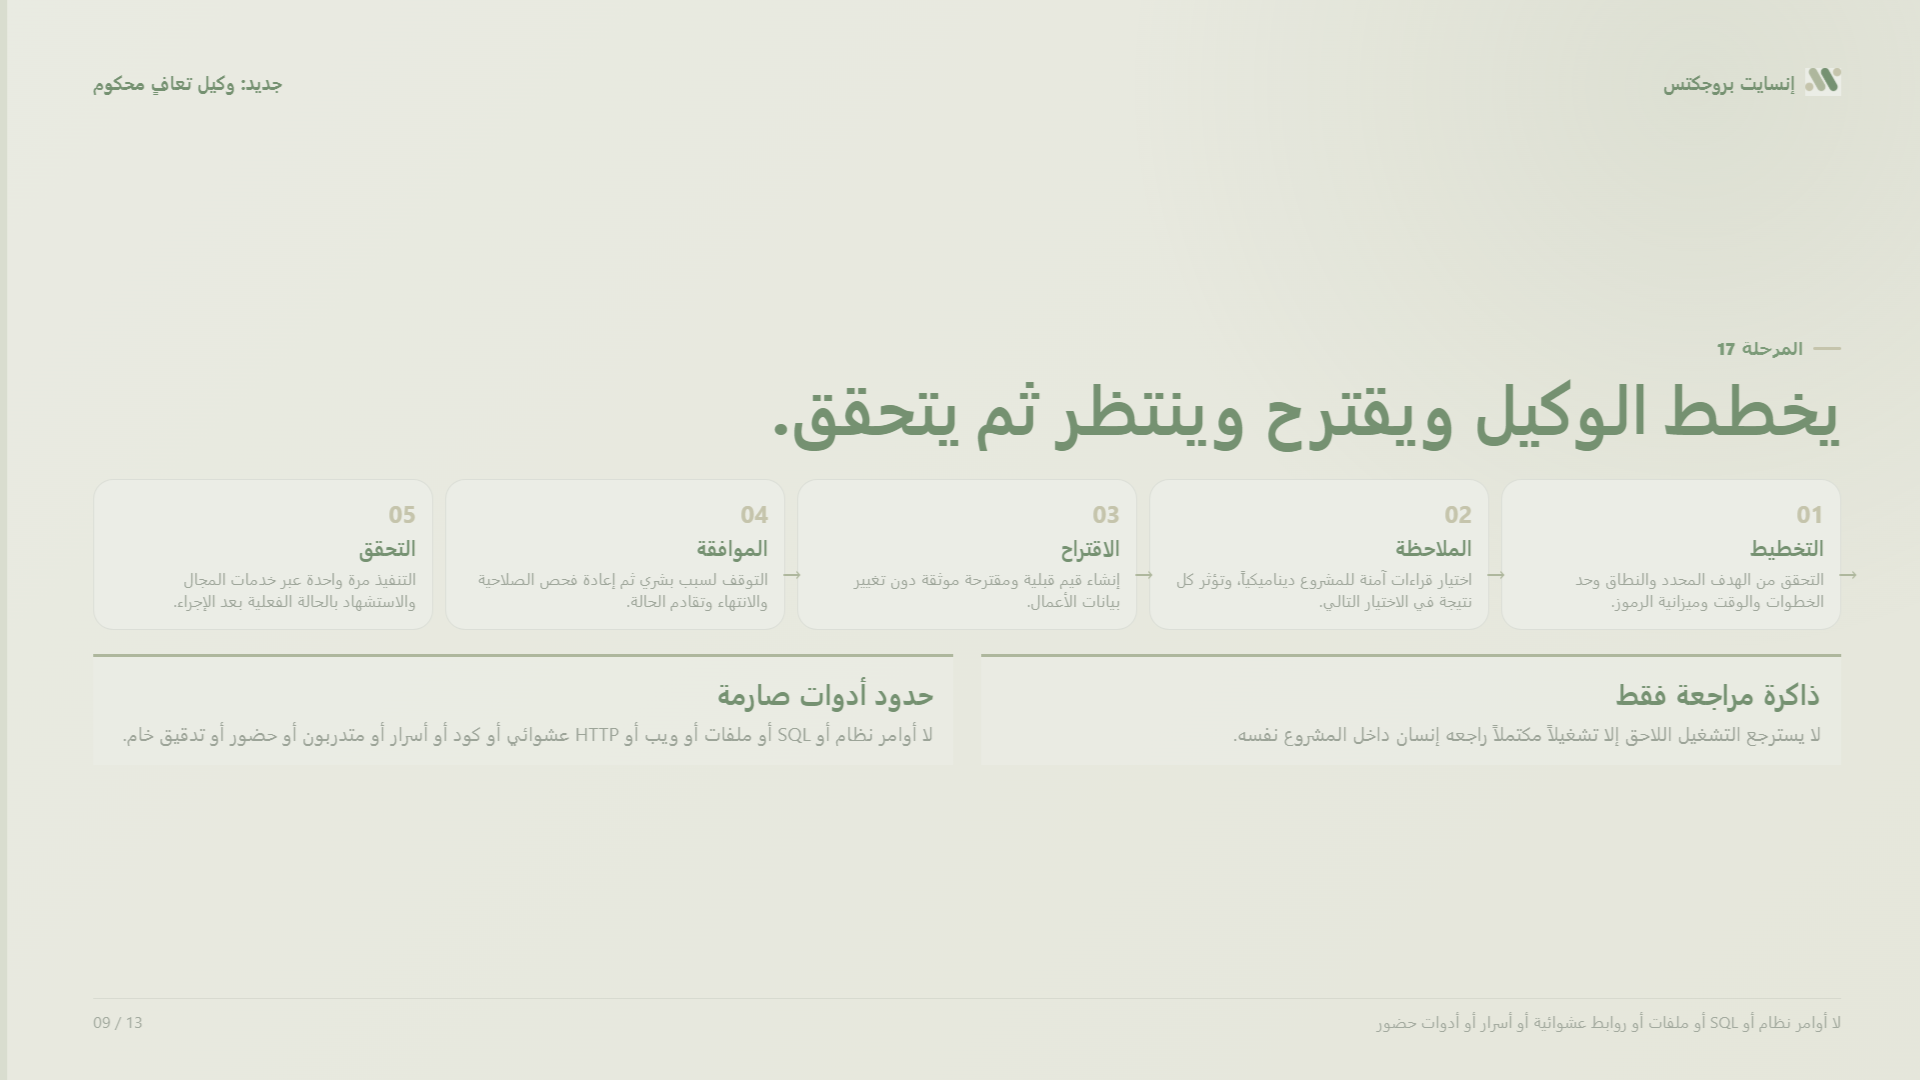 إنسايت بروجكتس
جديد: وكيل تعافٍ محكوم
المرحلة 17
يخطط الوكيل ويقترح وينتظر ثم يتحقق.
01
التخطيط
التحقق من الهدف المحدد والنطاق وحد
الخطوات والوقت وميزانية الرموز.
→
02
الملاحظة
اختيار قراءات آمنة للمشروع ديناميكياً، وتؤثر كل
نتيجة في الاختيار التالي.
→
03
الاقتراح
إنشاء قيم قبلية ومقترحة موثقة دون تغيير
بيانات الأعمال.
→
04
الموافقة
التوقف لسبب بشري ثم إعادة فحص الصلاحية
والانتهاء وتقادم الحالة.
→
05
التحقق
التنفيذ مرة واحدة عبر خدمات المجال
والاستشهاد بالحالة الفعلية بعد الإجراء.
ذاكرة مراجعة فقط
لا يسترجع التشغيل اللاحق إلا تشغيلاً مكتملاً راجعه إنسان داخل المشروع نفسه.
حدود أدوات صارمة
لا أوامر نظام أو SQL أو ملفات أو ويب أو HTTP عشوائي أو كود أو أسرار أو متدربون أو حضور أو تدقيق خام.
لا أوامر نظام أو SQL أو ملفات أو روابط عشوائية أو أسرار أو أدوات حضور
09 / 13